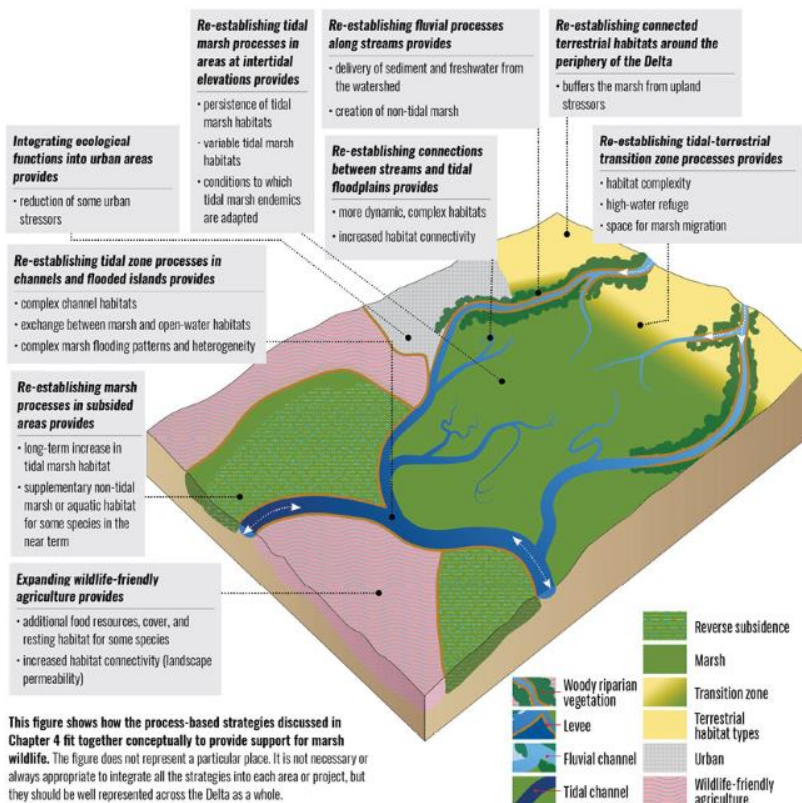 Re-establishing tidal
marsh processes in
areas at intertidal
elevations provides
• persistence of tidal
marsh habitats
• variable tidal marsh
habitats
• conditions to which
tidal marsh endemics
are adapted
Re-establishing fluvial processes
along streams provides
• delivery of sediment and freshwater from
the watershed
• creation of non-tidal marsh
Re-establishing connected
terrestrial habitats around the
periphery of the Delta
• buffers the marsh from upland
stressors
Integrating ecological
functions into urban areas
provides
• reduction of some urban
stressors
Re-establishing connections
between streams and tidal
floodplains provides
• more dynamic, complex habitats
• increased habitat connectivity
Re-establishing tidal-terrestrial
transition zone processes provides
• habitat complexity
• high-water refuge
• space for marsh migration
Re-establishing tidal zone processes in
channels and flooded islands provides
• complex channel habitats
• exchange between marsh and open-water habitats
• complex marsh flooding patterns and heterogeneity
Re-establishing marsh
processes in subsided
areas provides
• long-term increase in
tidal marsh habitat
• supplementary non-tidal
marsh or aquatic habitat
for some species in the
near term
Expanding wildlife-friendly
agriculture provides
• additional food resources, cover, and
resting habitat for some species
• increased habitat connectivity (landscape
permeability)
This figure shows how the process-based strategies discussed in
Chapter 4 fit together conceptually to provide support for marsh
wildlife. The figure does not represent a particular place. It is not necessary or
always appropriate to integrate all the strategies into each area or project, but
they should be well represented across the Delta as a whole.
Woody riparian
vegetation
Levee
Fluvial channel
Tidal channel
Reverse subsidence
Marsh
Transition zone
Terrestrial
habitat types
Urban
Wildlife-friendly
agriculture